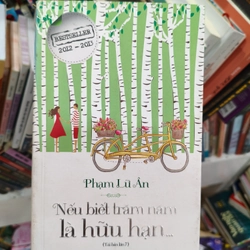 BESTSELLER
2012 - 2013
Phạm Lữ Ân
Nếu biết trăm năm
là hữu hạn...